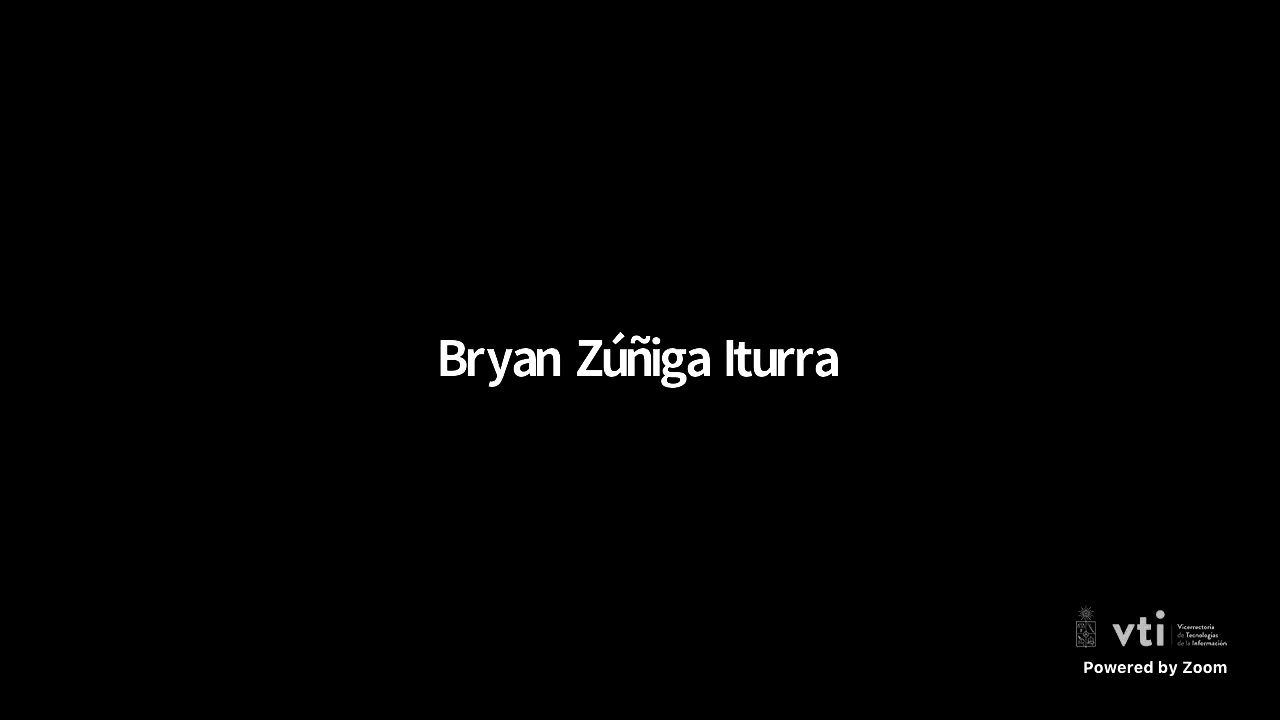 Bryan Zúñiga Iturra
vti
Vicerrectoría
de Tecnologías
de la Información
Powered by Zoom